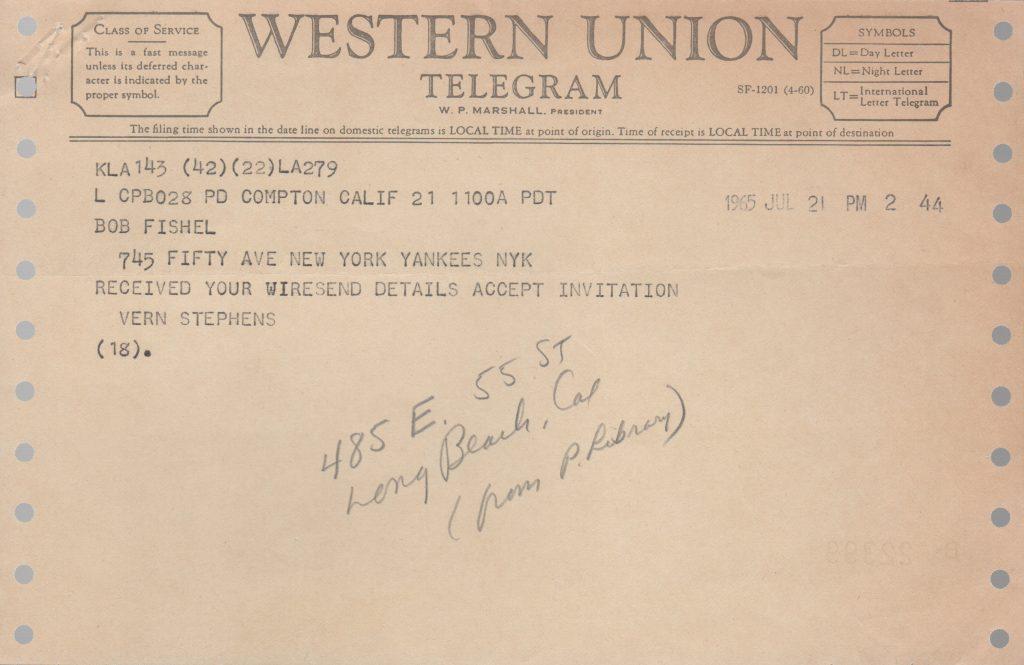 CLASS OF SERVICE
This is a fast message
unless its deferred char-
acter is indicated by the
proper symbol.
WESTERN UNION
TELEGRAM
W. P. MARSHALL, PRESIDENT
SF-1201 (4-60)
SYMBOLS
DL=Day Letter
NL=Night Letter
LT=International
Letter Telegram
The filing time shown in the date line on domestic telegrams is LOCAL TIME at point of origin. Time of receipt is LOCAL TIME at point of destination
KLA143 (42)(22)LA279
L CPB028 PD COMPTON CALIF 21 1100A PDT
1965 JUL 21 PM 2 44
BOB FISHEL
745 FIFTY AVE NEW YORK YANKEES NYK
RECEIVED YOUR WIRESEND DETAILS ACCEPT INVITATION
VERN STEPHENS
(18).
485 E. 55 ST
Long Beach, Cal
(from P. Library)